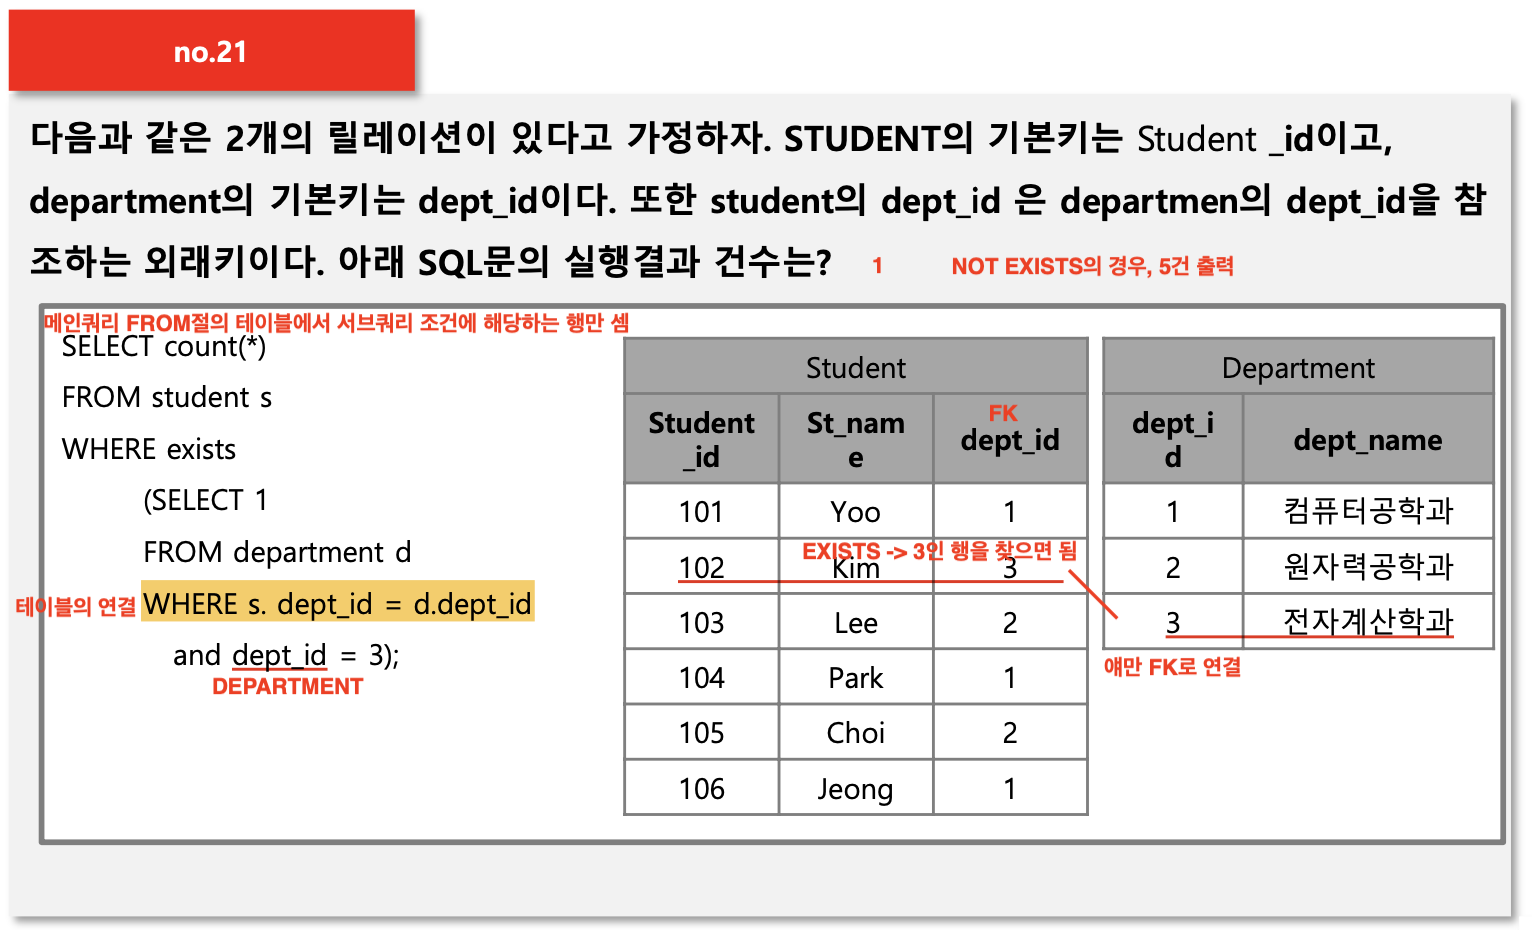 no.21
다음과 같은 2개의 릴레이션이 있다고 가정하자. STUDENT의 기본키는 Student _id이고,
department의 기본키는 dept_id이다. 또한 student의 dept_id 은 departmen의 dept_id을 참
조하는 외래키이다. 아래 SQL문의 실행결과 건수는?
1
NOT EXISTS의 경우, 5건 출력
메인쿼리 FROM절의 테이블에서 서브쿼리 조건에 해당하는 행만 셈
SELECT count(*)
FROM student s
WHERE exists
(SELECT 1
FROM department d
테이블의 연결
WHERE s. dept_id = d.dept_id
and dept_id = 3);
DEPARTMENT
Student
Student
_id
St_nam
e
FK
dept_id
101 Yoo 1
EXISTS -> 3인 행을 찾으면 됨
102 Kim 3
103 Lee 2
104 Park 1
105 Choi 2
106 Jeong 1
Department
dept_i
d
dept_name
1 컴퓨터공학과
2 원자력공학과
3 전자계산학과
얘만 FK로 연결